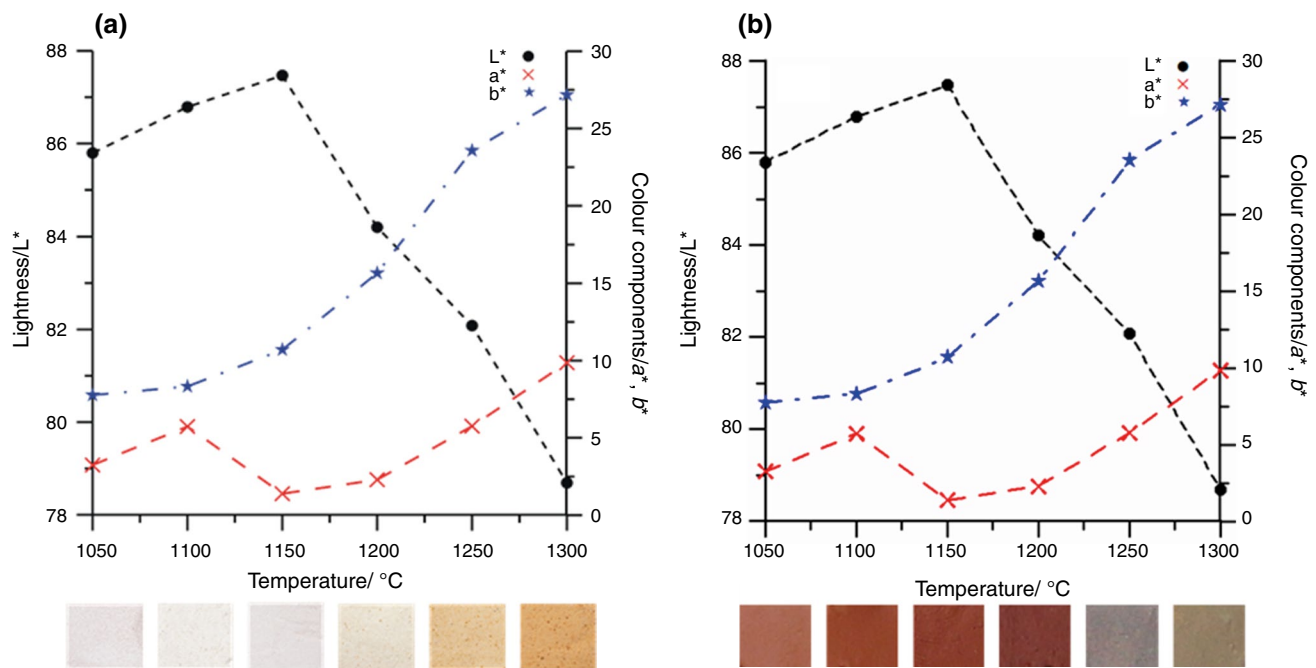 (a)
88
86
84
82
80
78
Lightness/L*
L*
a*
b*
30
25
20
15
10
5
0
Colour components/a*, b*
1050 1100 1150 1200 1250 1300
Temperature/ °C
(b)
88
86
84
82
80
78
Lightness/L*
L*
a*
b*
30
25
20
15
10
5
0
Colour components/a*, b*
1050 1100 1150 1200 1250 1300
Temperature/ °C